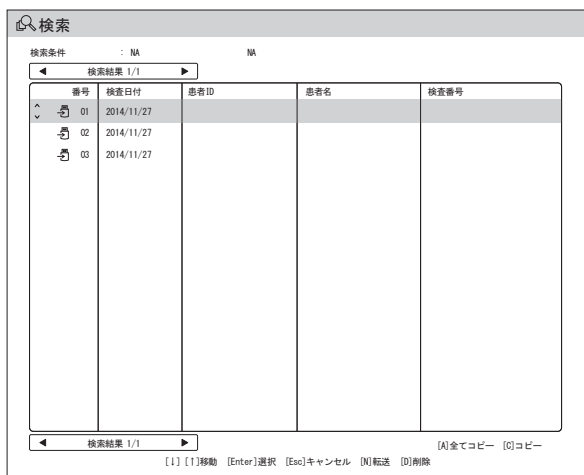 検索
検索条件 : NA NA
◀ 検索結果 1/1 ▶
番号 検査日付 患者ID 患者名 検査番号
01 2014/11/27
02 2014/11/27
03 2014/11/27
◀ 検索結果 1/1 ▶
[A]全てコピー [C]コピー
[↓][↑]移動 [Enter]選択 [Esc]キャンセル [N]転送 [D]削除